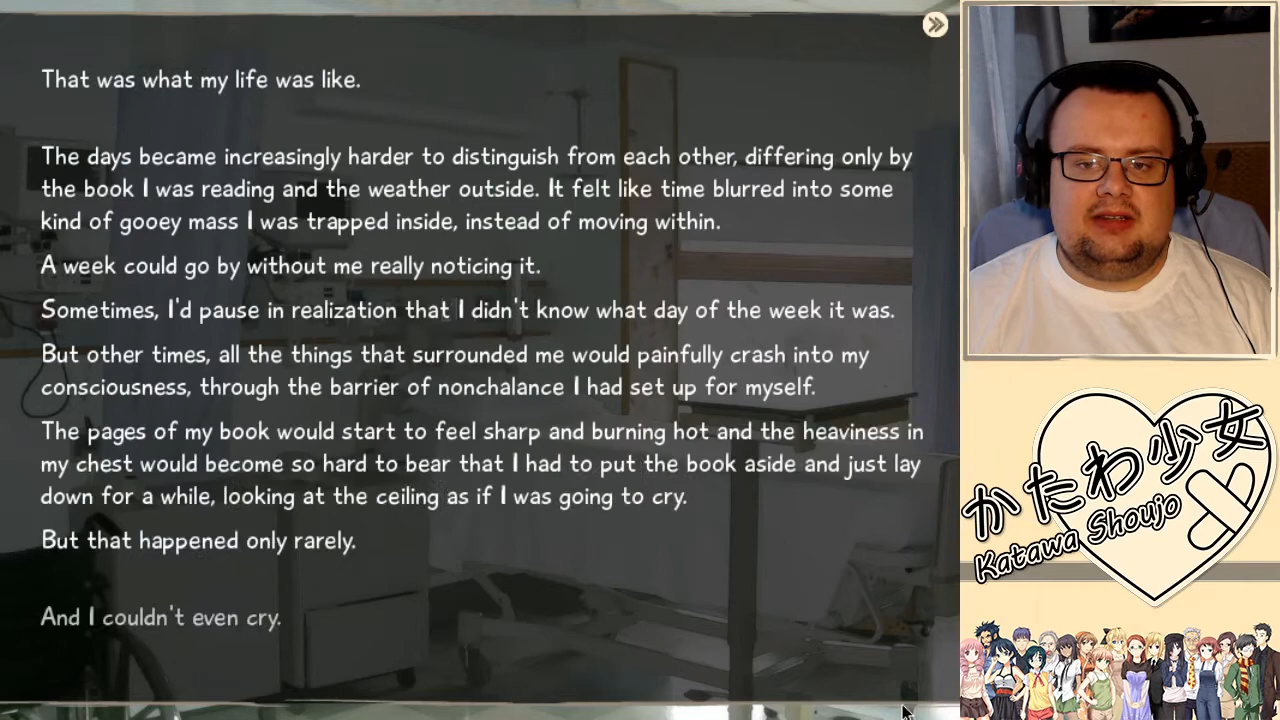 That was what my life was like.
The days became increasingly harder to distinguish from each other, differing only by
the book I was reading and the weather outside. It felt like time blurred into some
kind of gooey mass I was trapped inside, instead of moving within.
A week could go by without me really noticing it.
Sometimes, I'd pause in realization that I didn't know what day of the week it was.
But other times, all the things that surrounded me would painfully crash into my
consciousness, through the barrier of nonchalance I had set up for myself.
The pages of my book would start to feel sharp and burning hot and the heaviness in
my chest would become so hard to bear that I had to put the book aside and just lay
down for a while, looking at the ceiling as if I was going to cry.
But that happened only rarely.
And I couldn't even cry.
かたわ少女
Katawa Shoujo